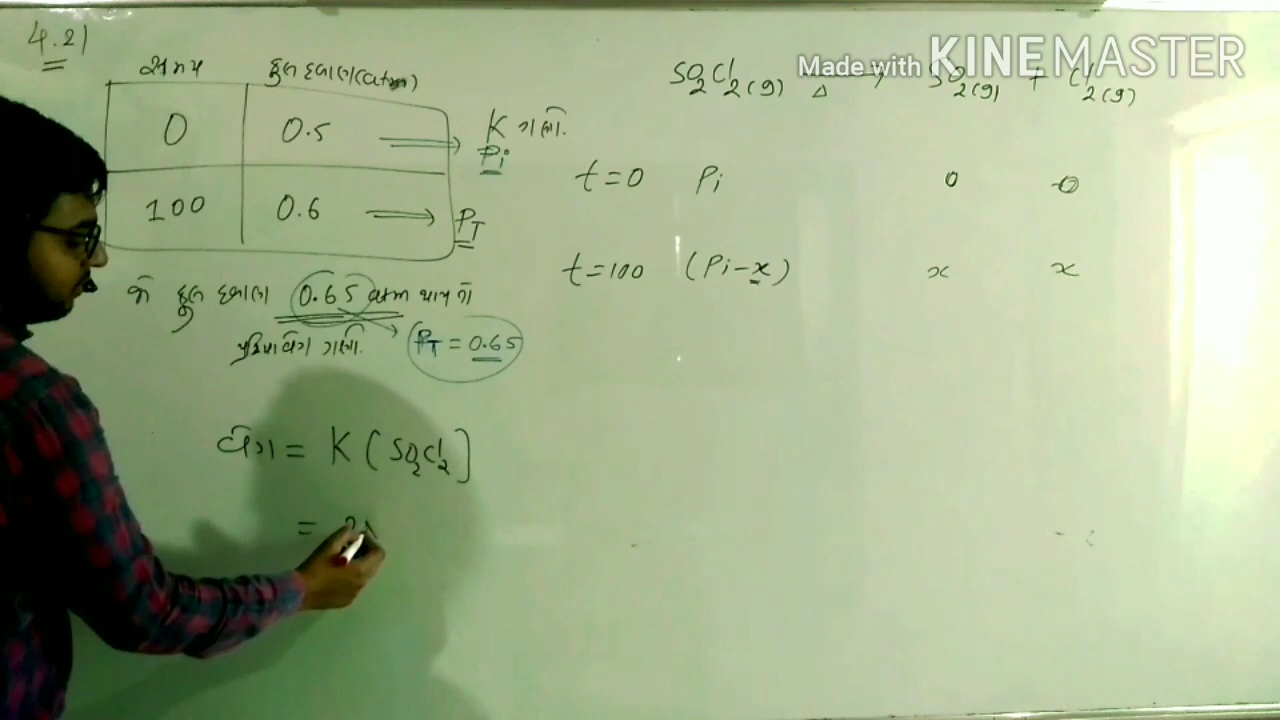 4.21
સમય કુલ દબાણ(atm)
0 0.5 ⟹ K ગણો.
Pi
100 0.6 ⟹ PT
જો કુલ દબાણ 0.65 atm થાય તો
પ્રક્રિયાવેગ ગણો. PT = 0.65
વેગ = K (SO2Cl2]
=
SO2Cl2(g) Δ→ SO2(g) + Cl2(g)
t=0 Pi 0 0
t=100 (Pi-x) x x
Made with KINEMASTER